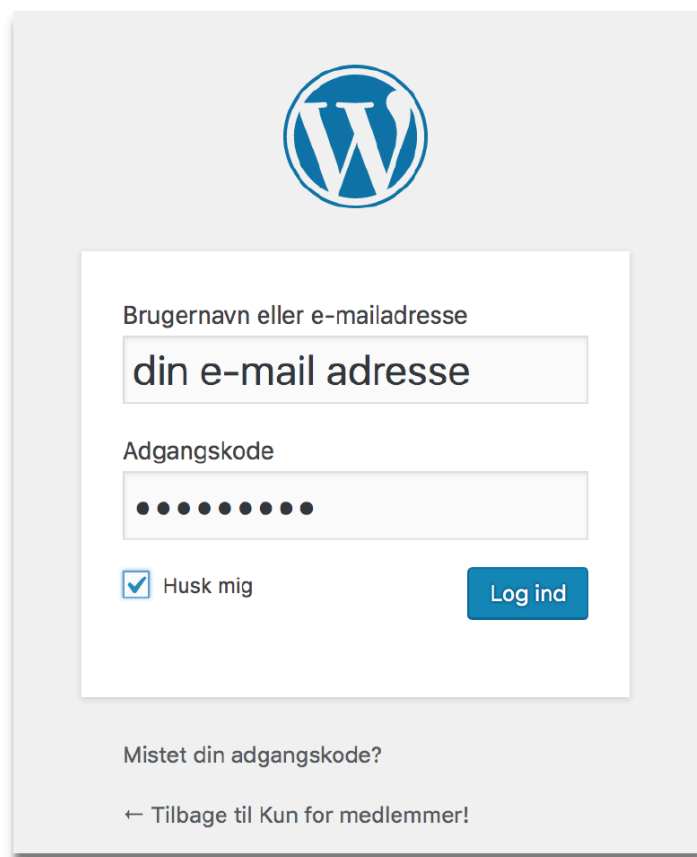 Brugernavn eller e-mailadresse
din e-mail adresse
Adgangskode
•••••••••
Husk mig
Log ind
Mistet din adgangskode?
← Tilbage til Kun for medlemmer!